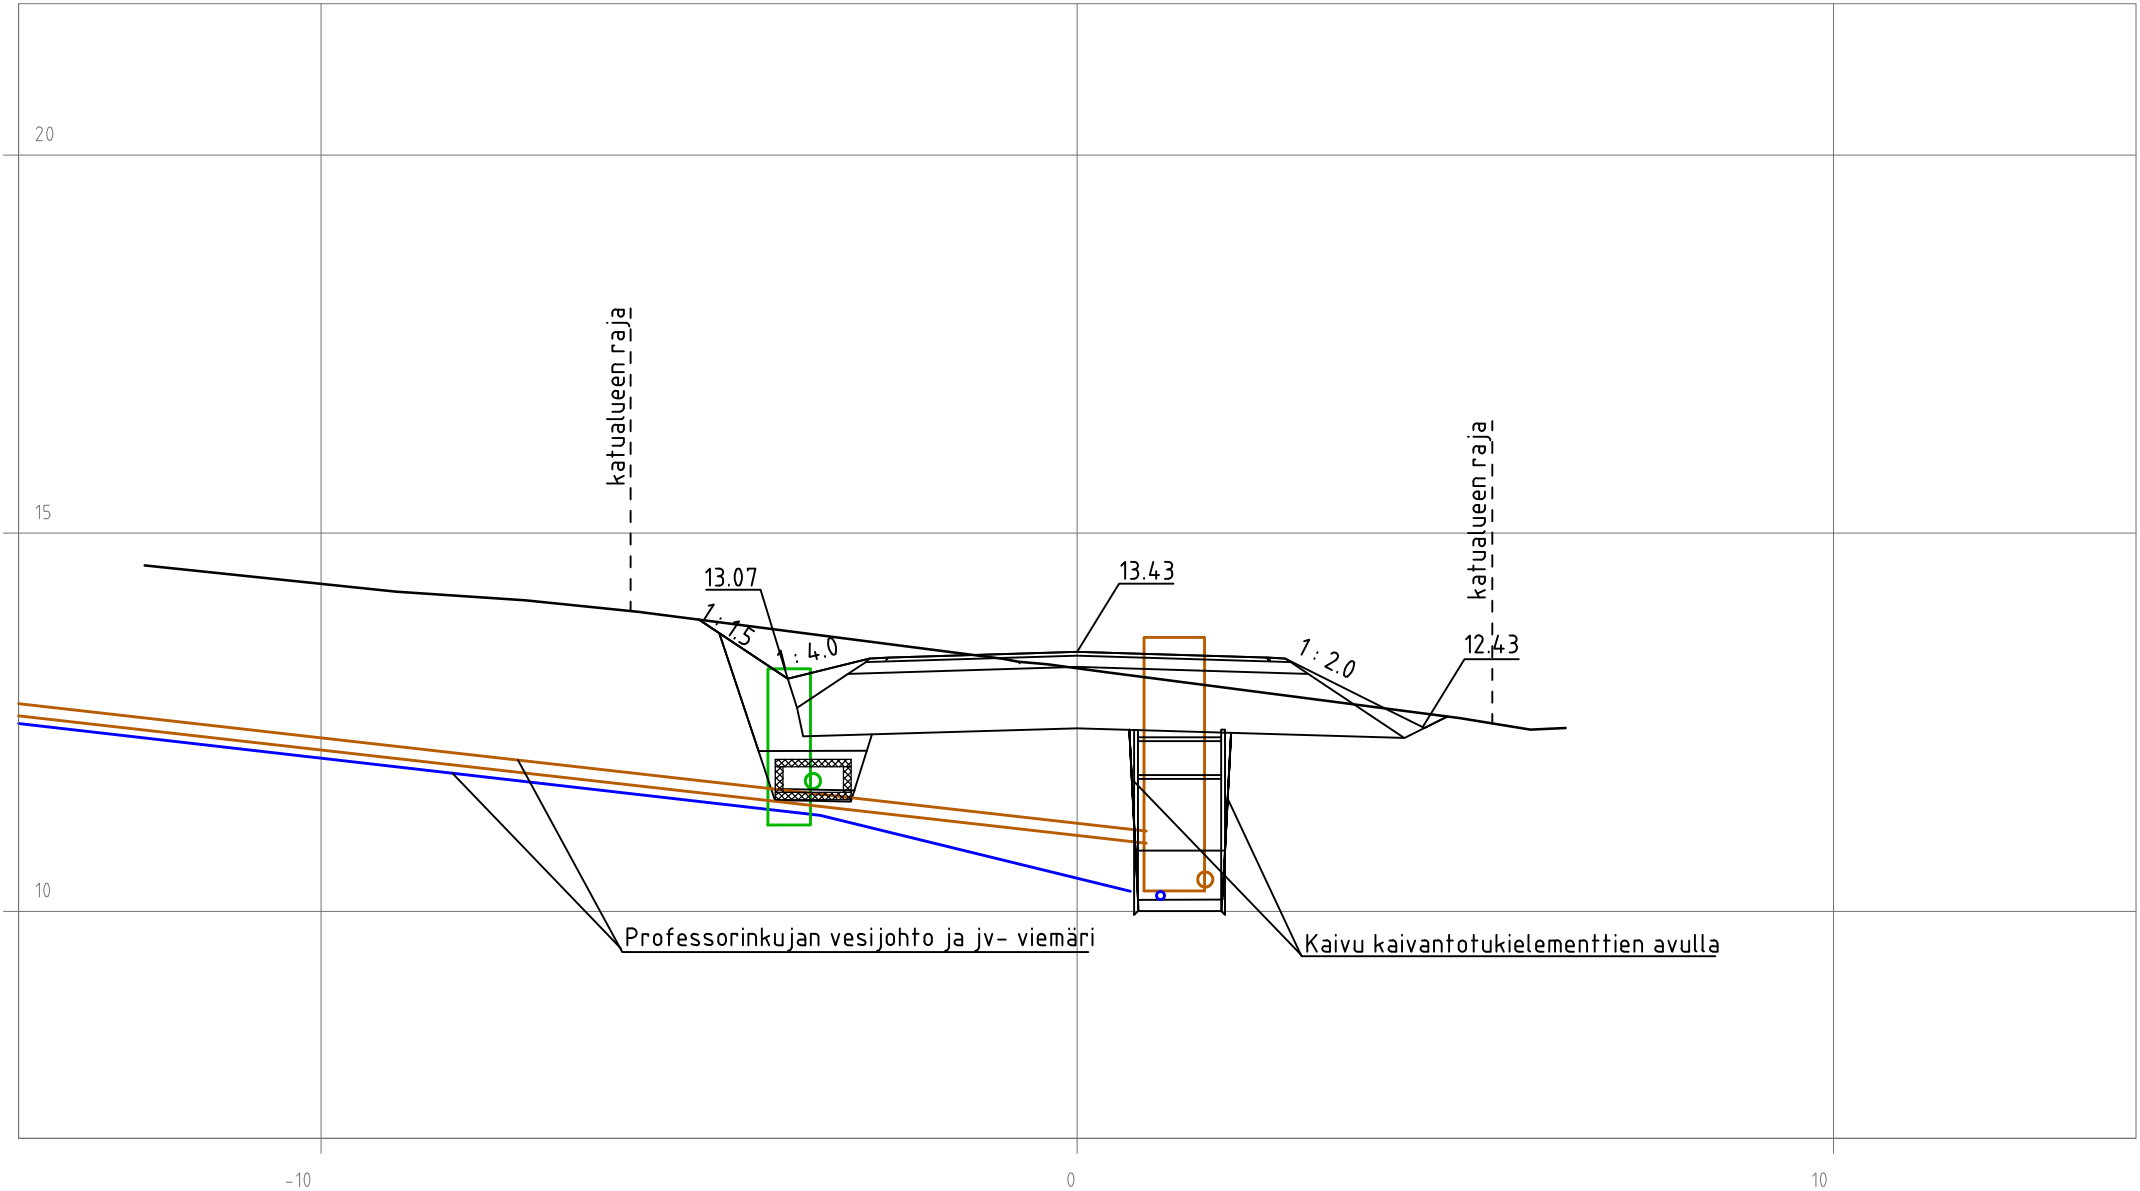 20
15
10
katualueen raja
katualueen raja
13.07
13.43
12.43
1 : 1.5
1 : 4.0
1 : 2.0
Professorinkujan vesijohto ja jv- viemäri
Kaivu kaivantotukielementtien avulla
-10
0
10